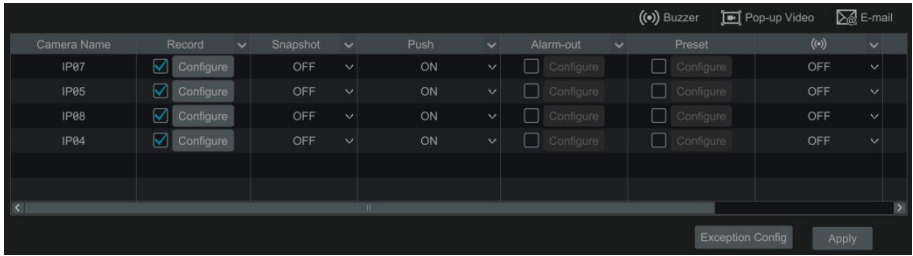 Buzzer Pop-up Video E-mail
Camera Name Record Snapshot Push Alarm-out Preset
IP07 Configure OFF ON Configure Configure OFF
IP05 Configure OFF ON Configure Configure OFF
IP08 Configure OFF ON Configure Configure OFF
IP04 Configure OFF ON Configure Configure OFF
Exception Config Apply